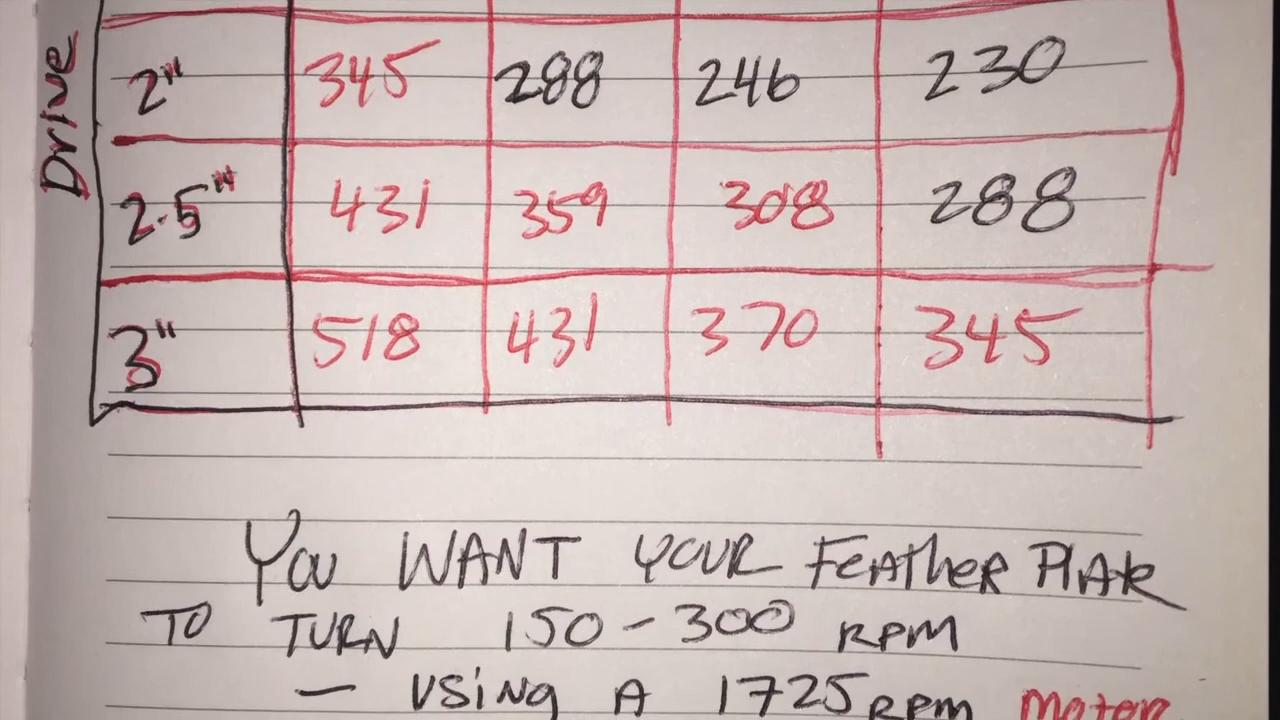 Drive
2" 345 288 246 230
2.5" 431 359 308 288
3" 518 431 370 345
YOU WANT YOUR FEATHER
TO TURN 150-300 RPM
- USiNg A 1725 RPM Motor